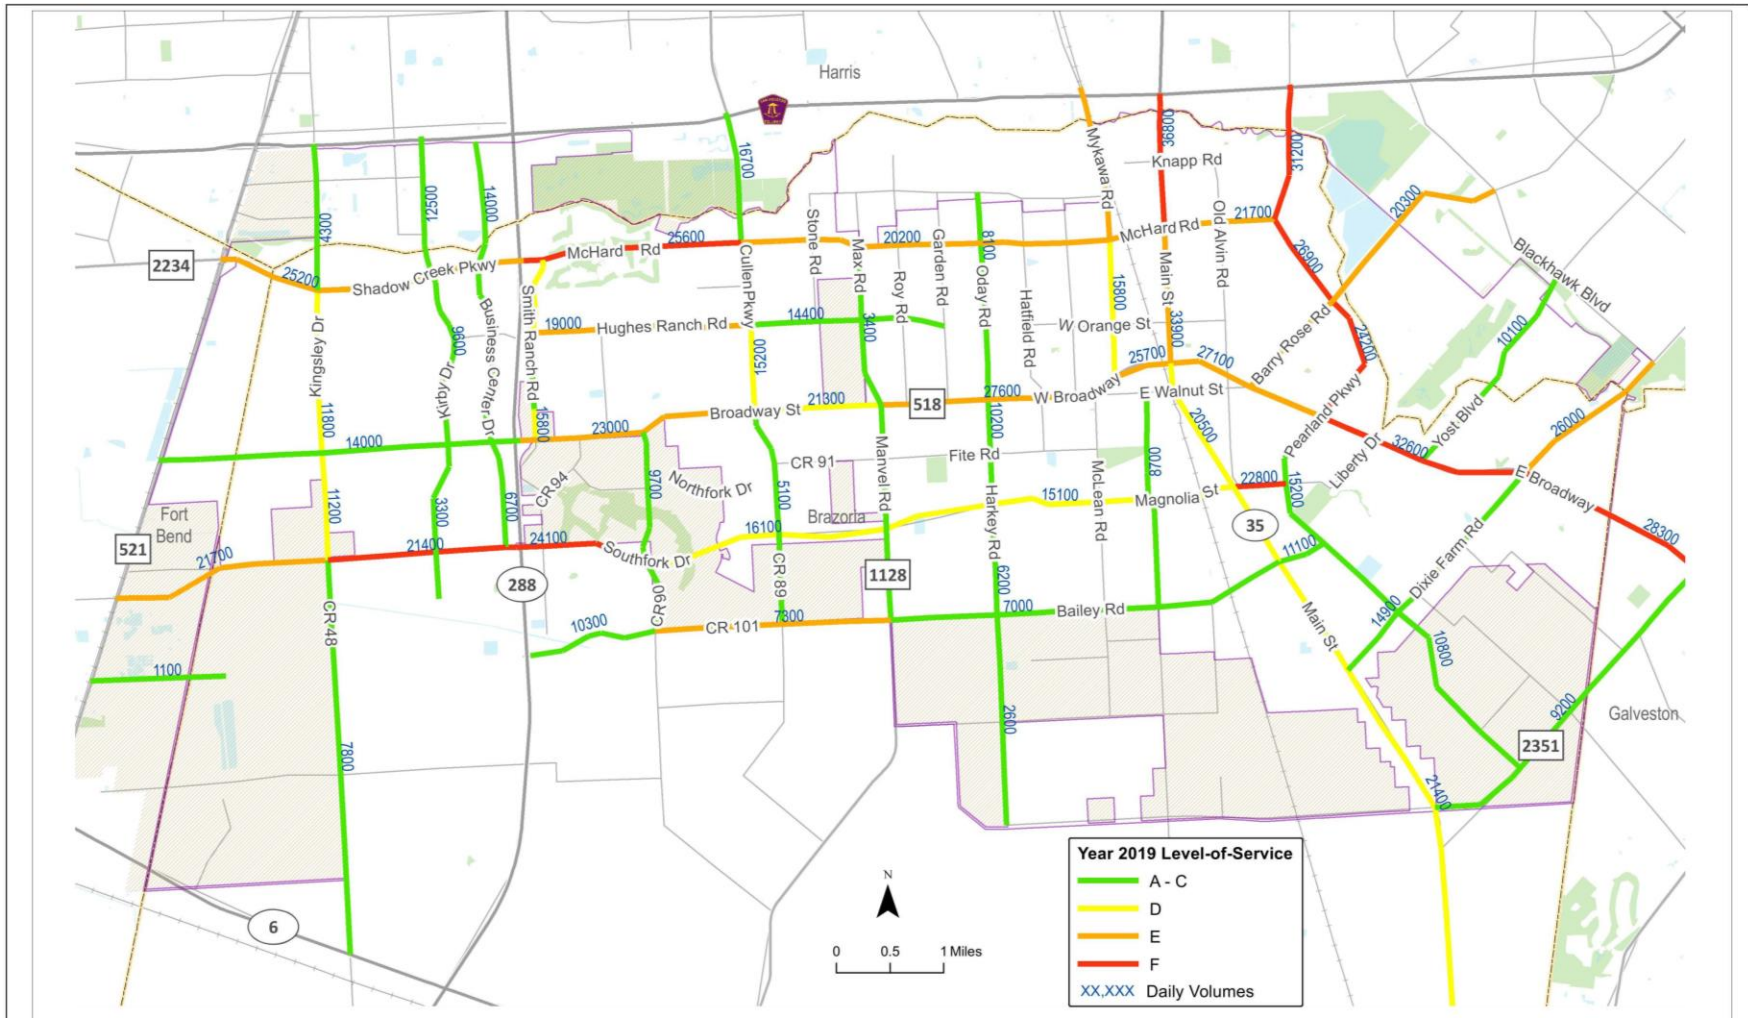 Harris
16700
36800
31200
Mykawa Rd
Knapp Rd
4300
12500
14000
20300
2234
25200
Shadow Creek Pkwy
McHard Rd
25600
Cullen Pkwy
Stone Rd
Max Rd
20200
Garden Rd
8100
McHard Rd
21700
Old Alvin Rd
Main St
26900
Blackhawk Blvd
Kingsley Dr
9600
Business Center Dr
Smith Ranch Rd
19000
Hughes Ranch Rd
14400
3400
Roy Rd
Oday Rd
Hatfield Rd
15800
W Orange St
33900
Barry Rose Rd
24200
10100
Kirby Dr
15200
25700
27100
E Walnut St
Pearland Pkwy
Yost Blvd
11800
14000
15800
23000
Broadway St
21300
518
27600
W Broadway
10200
20500
32600
Liberty Dr
26000
E Broadway
28300
CR 94
9700
Northfork Dr
CR 91
Manvel Rd
Fite Rd
McLean Rd
8700
22800
15200
Fort
Bend
521
21700
11200
3300
6700
21400
24100
Southfork Dr
16100
5100
Brazoria
15100
Magnolia St
35
11100
Dixie Farm Rd
288
CR 90
CR 89
1128
Harkey Rd
6200
7000
Bailey Rd
Main St
14900
10800
CR 48
10300
CR 101
7300
1100
7800
2600
9200
2351
Galveston
21400
6
N
0 0.5 1 Miles
Year 2019 Level-of-Service
A - C
D
E
F
XX,XXX Daily Volumes